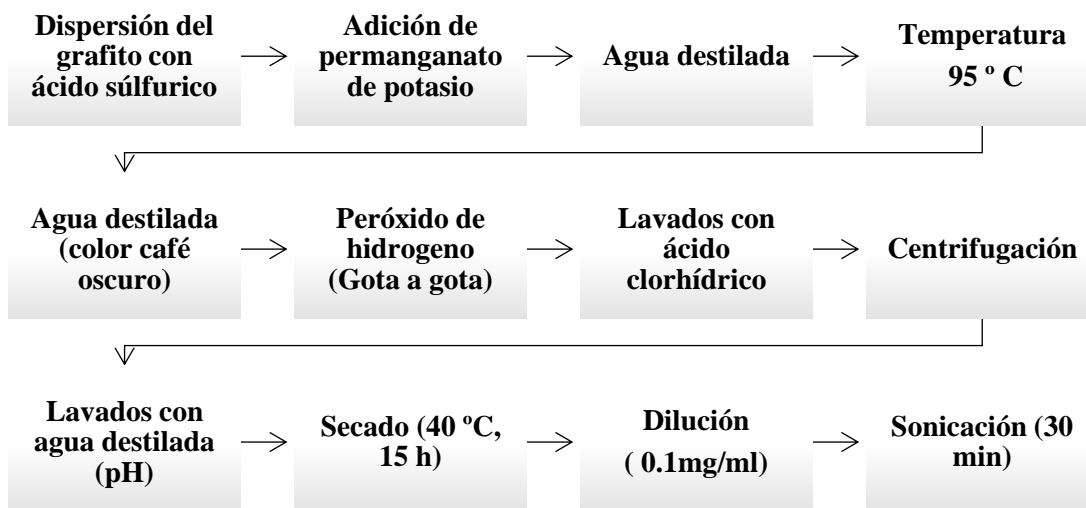 Dispersión del
grafito con
ácido súlfurico
Adición de
permanganato
de potasio
Agua destilada
Temperatura
95 º C
Agua destilada
(color café
oscuro)
Peróxido de
hidrogeno
(Gota a gota)
Lavados con
ácido
clorhídrico
Centrifugación
Lavados con
agua destilada
(pH)
Secado (40 ºC,
15 h)
Dilución
( 0.1mg/ml)
Sonicación (30
min)